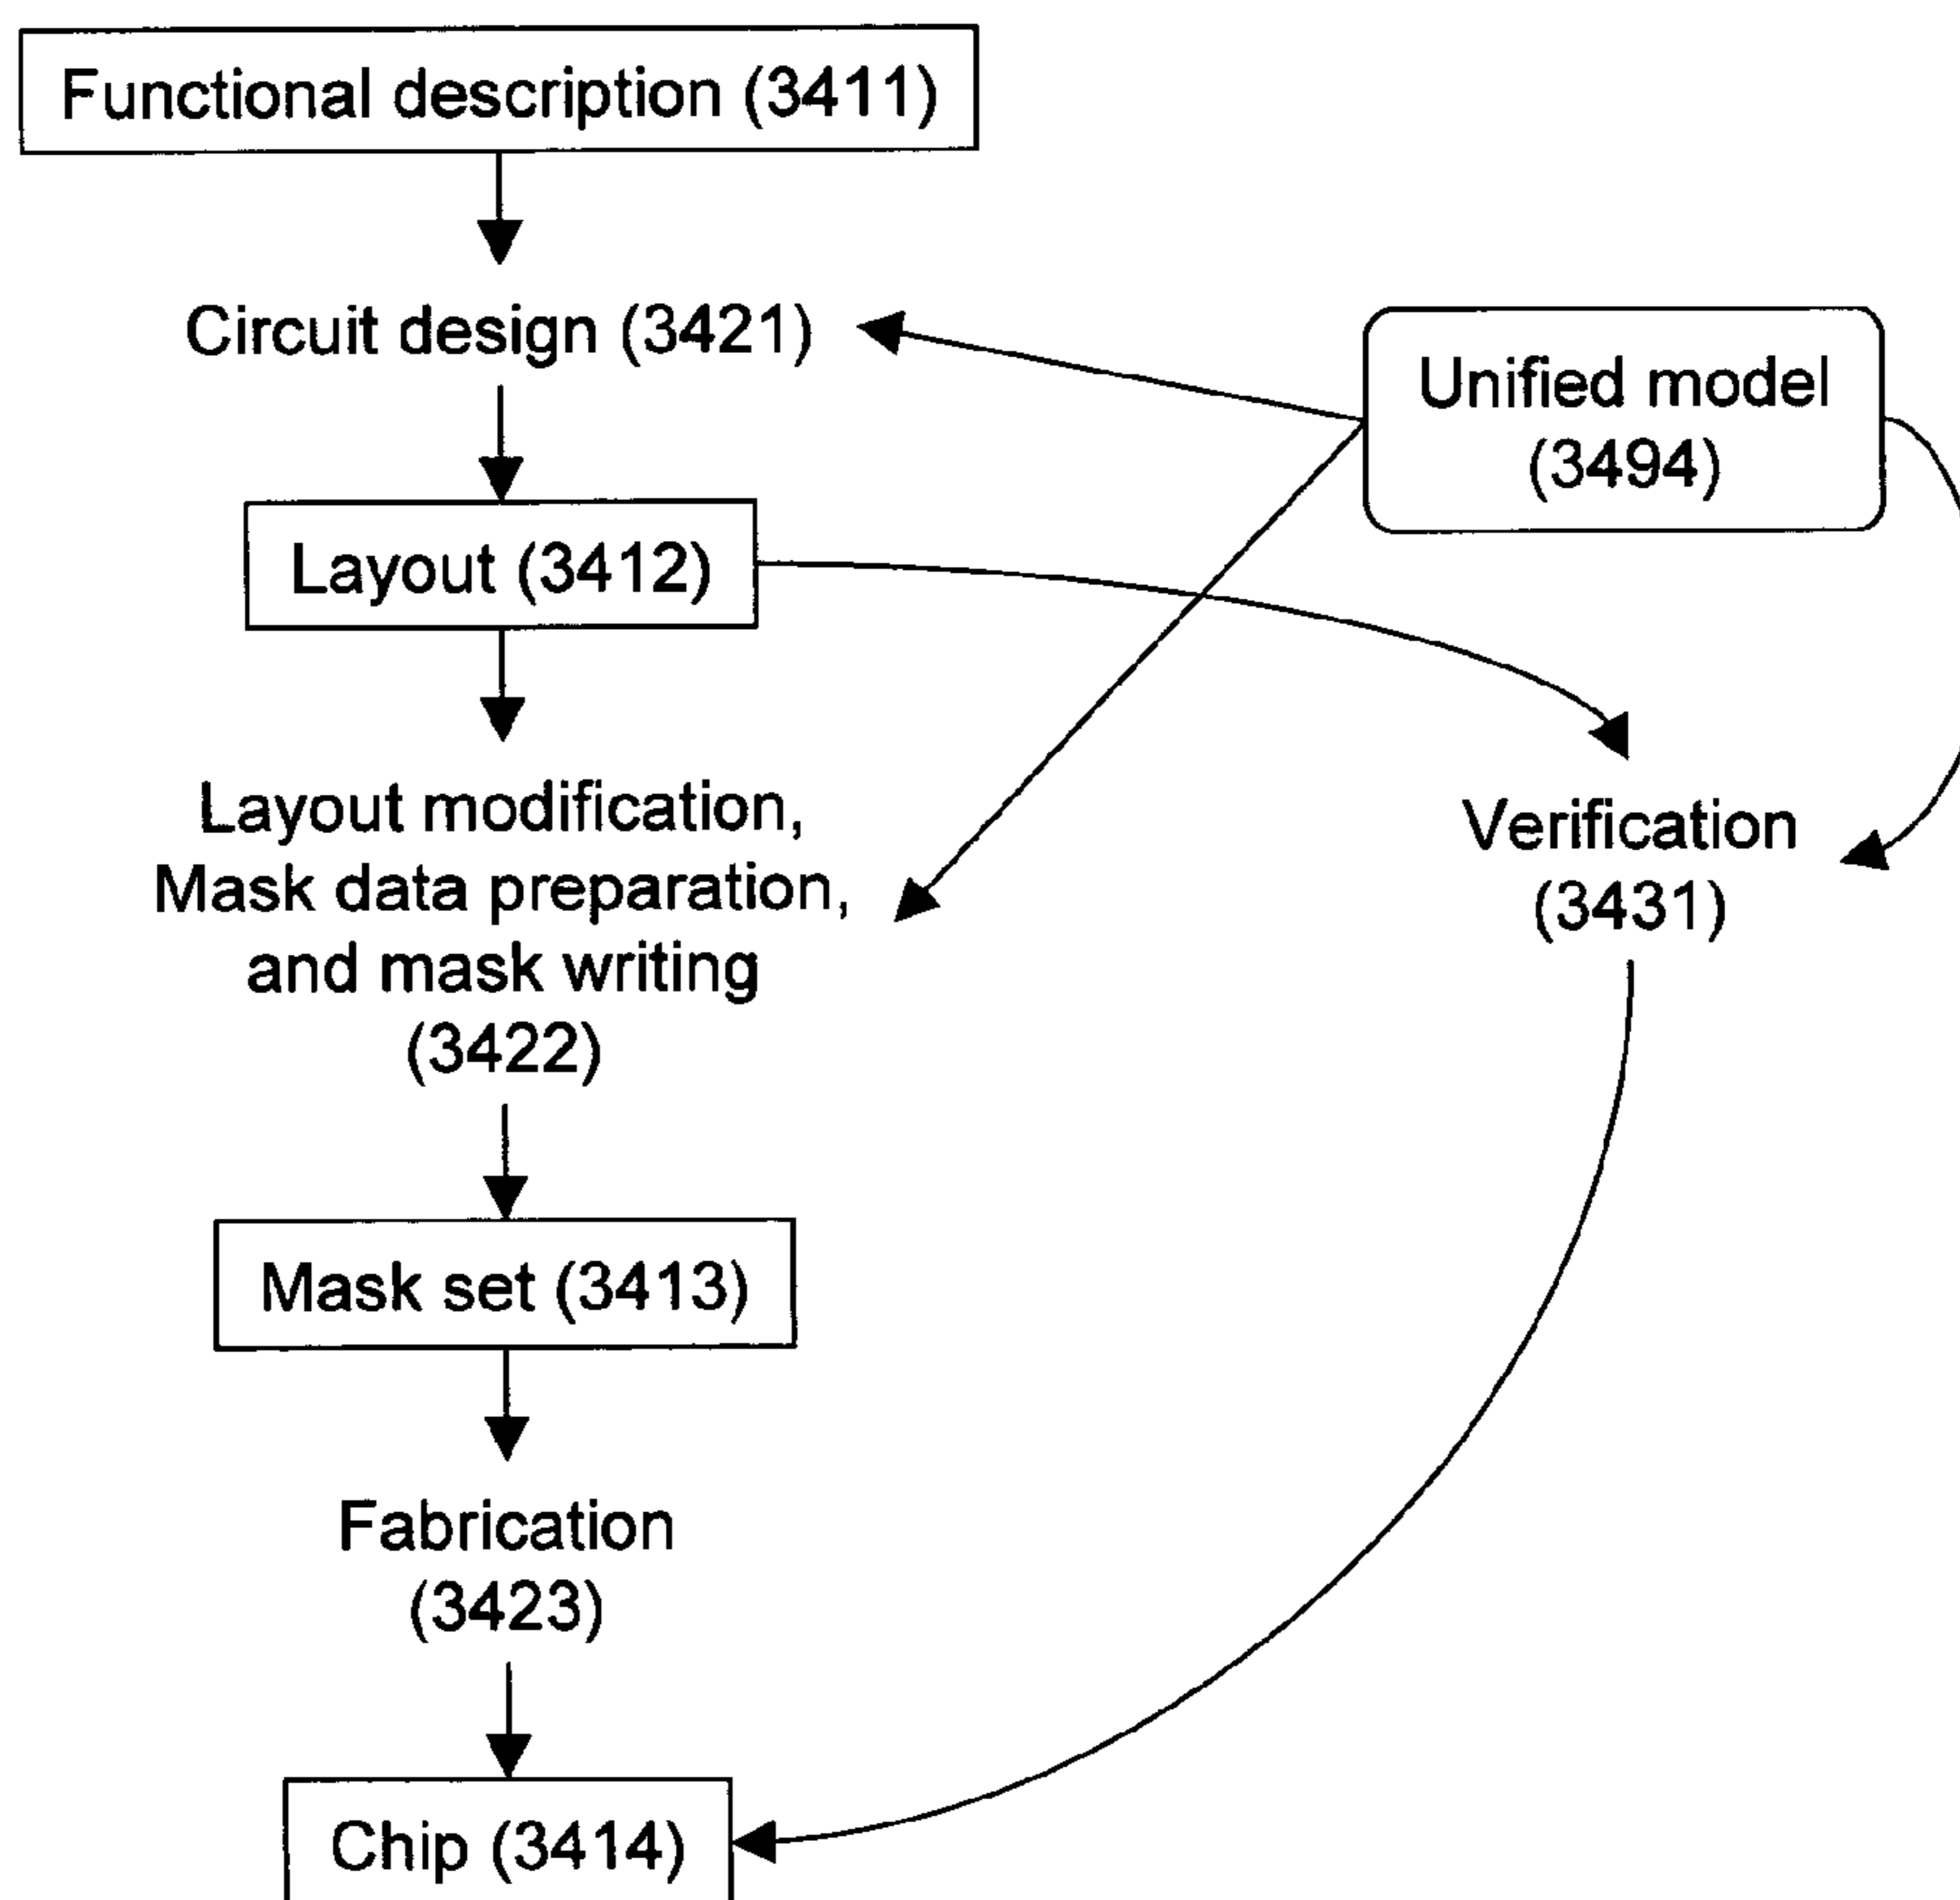 Functional description (3411)
Circuit design (3421)
Unified model
(3494)
Layout (3412)
Layout modification,
Mask data preparation,
and mask writing
(3422)
Verification
(3431)
Mask set (3413)
Fabrication
(3423)
Chip (3414)